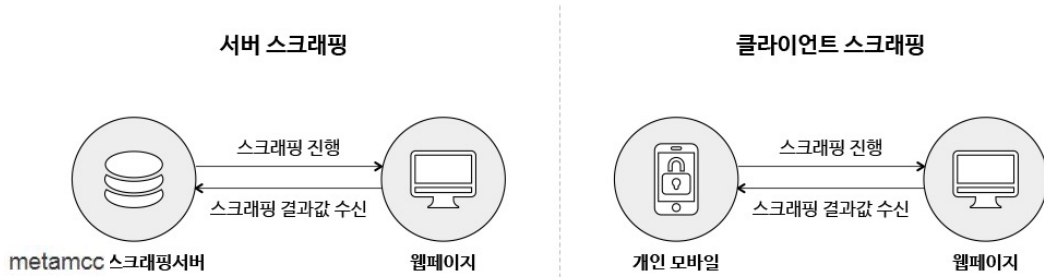 서버 스크래핑
스크래핑 진행
스크래핑 결과값 수신
metamcc 스크래핑서버
웹페이지
클라이언트 스크래핑
스크래핑 진행
스크래핑 결과값 수신
개인 모바일
웹페이지